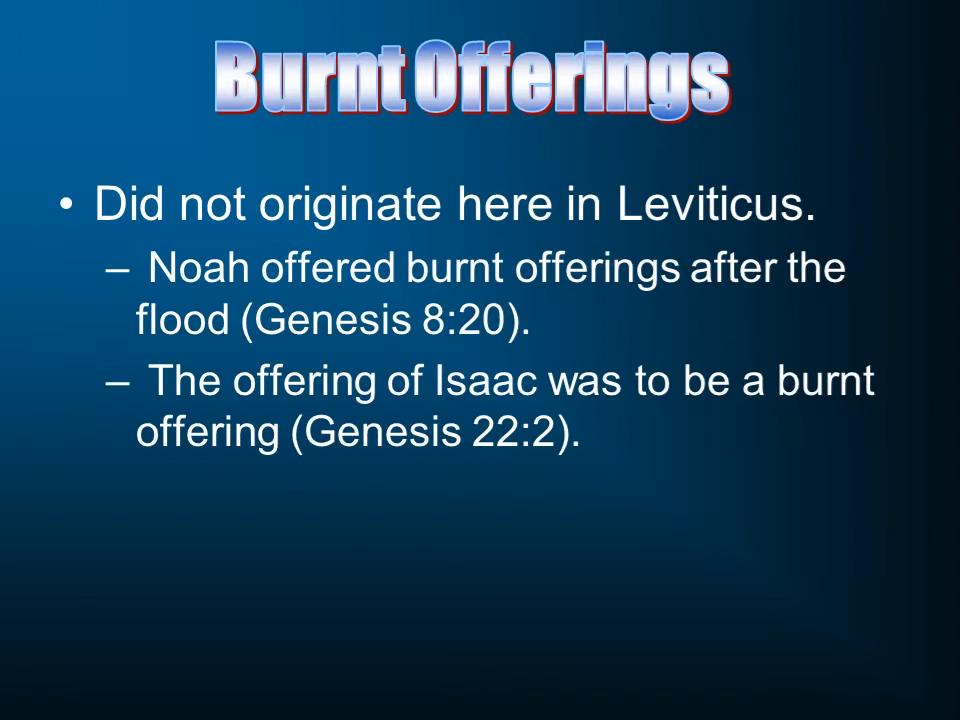 Burnt Offerings
• Did not originate here in Leviticus.
– Noah offered burnt offerings after the
flood (Genesis 8:20).
– The offering of Isaac was to be a burnt
offering (Genesis 22:2).